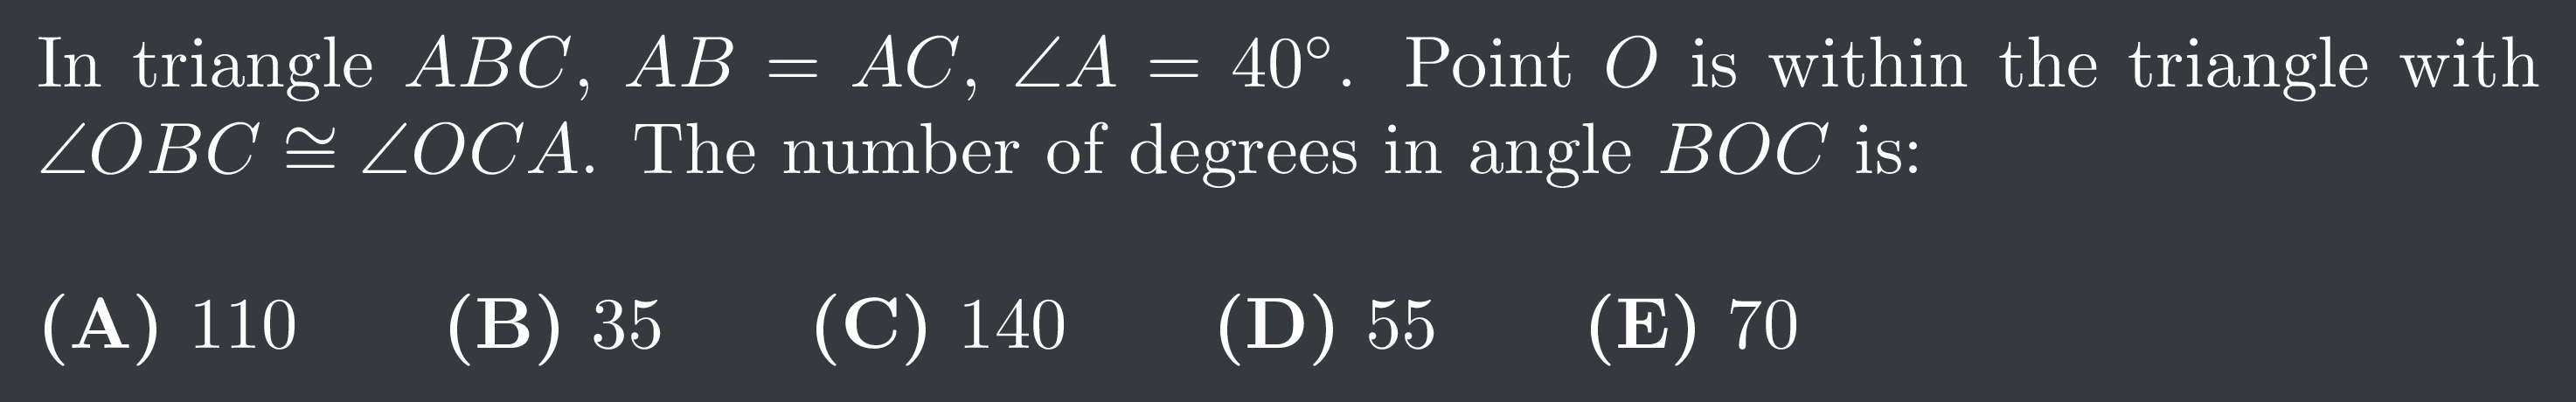 In triangle ABC, AB = AC, ∠A = 40°. Point O is within the triangle with
∠OBC ≅ ∠OCA. The number of degrees in angle BOC is:
(A) 110 (B) 35 (C) 140 (D) 55 (E) 70